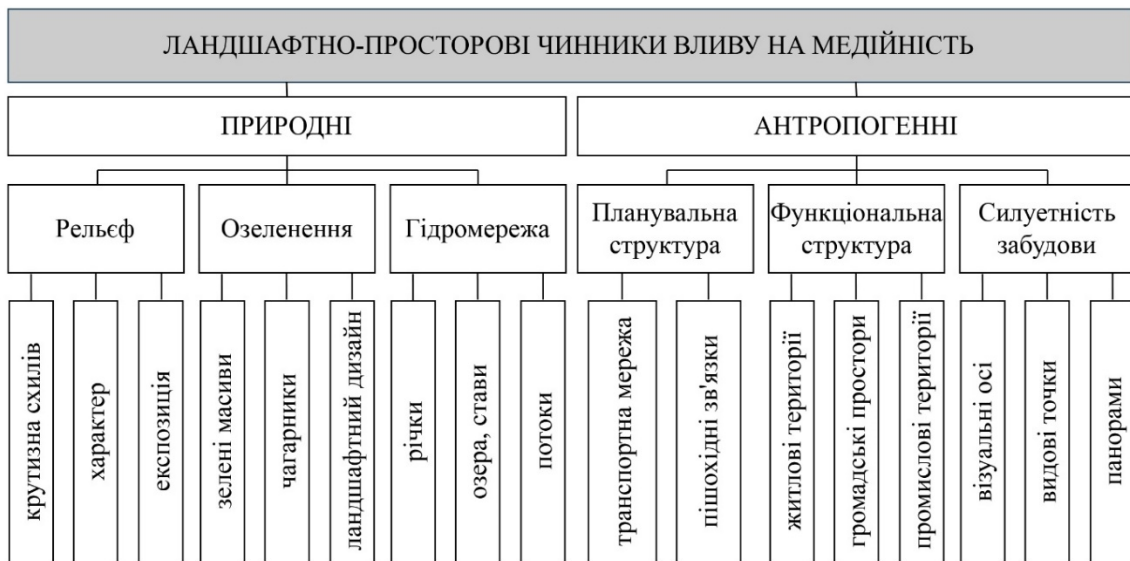 ЛАНДШАФТНО-ПРОСТОРОВІ ЧИННИКИ ВЛИВУ НА МЕДІЙНІСТЬ
ПРИРОДНІ
АНТРОПОГЕННІ
Рельєф
Озеленення
Гідромережа
Планувальна
структура
Функціональна
структура
Силуетність
забудови
крутизна схилів
характер
експозиція
зелені масиви
чагарники
ландшафтний дизайн
річки
озера, стави
потоки
транспортна мережа
пішохідні зв'язки
житлові території
громадські простори
промислові території
візуальні осі
видові точки
панорами